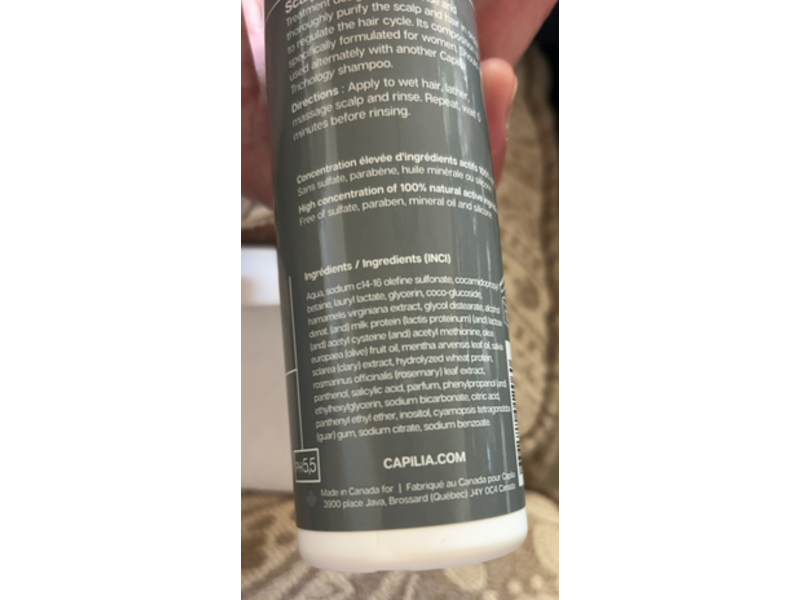 Treatment
thoroughly purify the scalp and hair in
to regulate the hair cycle. Its composition
specifically formulated for women, should
used alternately with another Capilia
Trichology shampoo.
Directions : Apply to wet hair, lather,
massage scalp and rinse. Repeat, wait 5
minutes before rinsing.
Concentration élevée d'ingrédients actifs 100%
Sans sulfate, parabène, huile minérale ou silicone
High concentration of 100% natural active
Free of sulfate, paraben, mineral oil and silicone.
Ingrédients / Ingredients (INCI)
Aqua, sodium c14-16 olefine sulfonate, cocamidopropyl
betaine, lauryl lactate, glycerin, coco-glucoside,
hamamelis virginiana extract, glycol distearate, alcohol
denat, (and) milk protein (lactis proteinum) (and) lactose
(and) acetyl cysteine (and) acetyl methionine, olea
europaea (olive) fruit oil, mentha arvensis leaf oil, salvia
sclarea (clary) extract, hydrolyzed wheat protein,
rosmarinus officinalis (rosemary) leaf extract,
panthenol, salicylic acid, parfum, phenylpropanol (and)
ethylhexylglycerin, sodium bicarbonate, citric acid,
panthenyl ethyl ether, inositol, cyamopsis tetragonoloba
(guar) gum, sodium citrate, sodium benzoate.
PH5,5
CAPILIA.COM
Made in Canada for | Fabriqué au Canada pour Capilia
3900 place Java, Brossard (Québec) J4Y 0C4 Canada